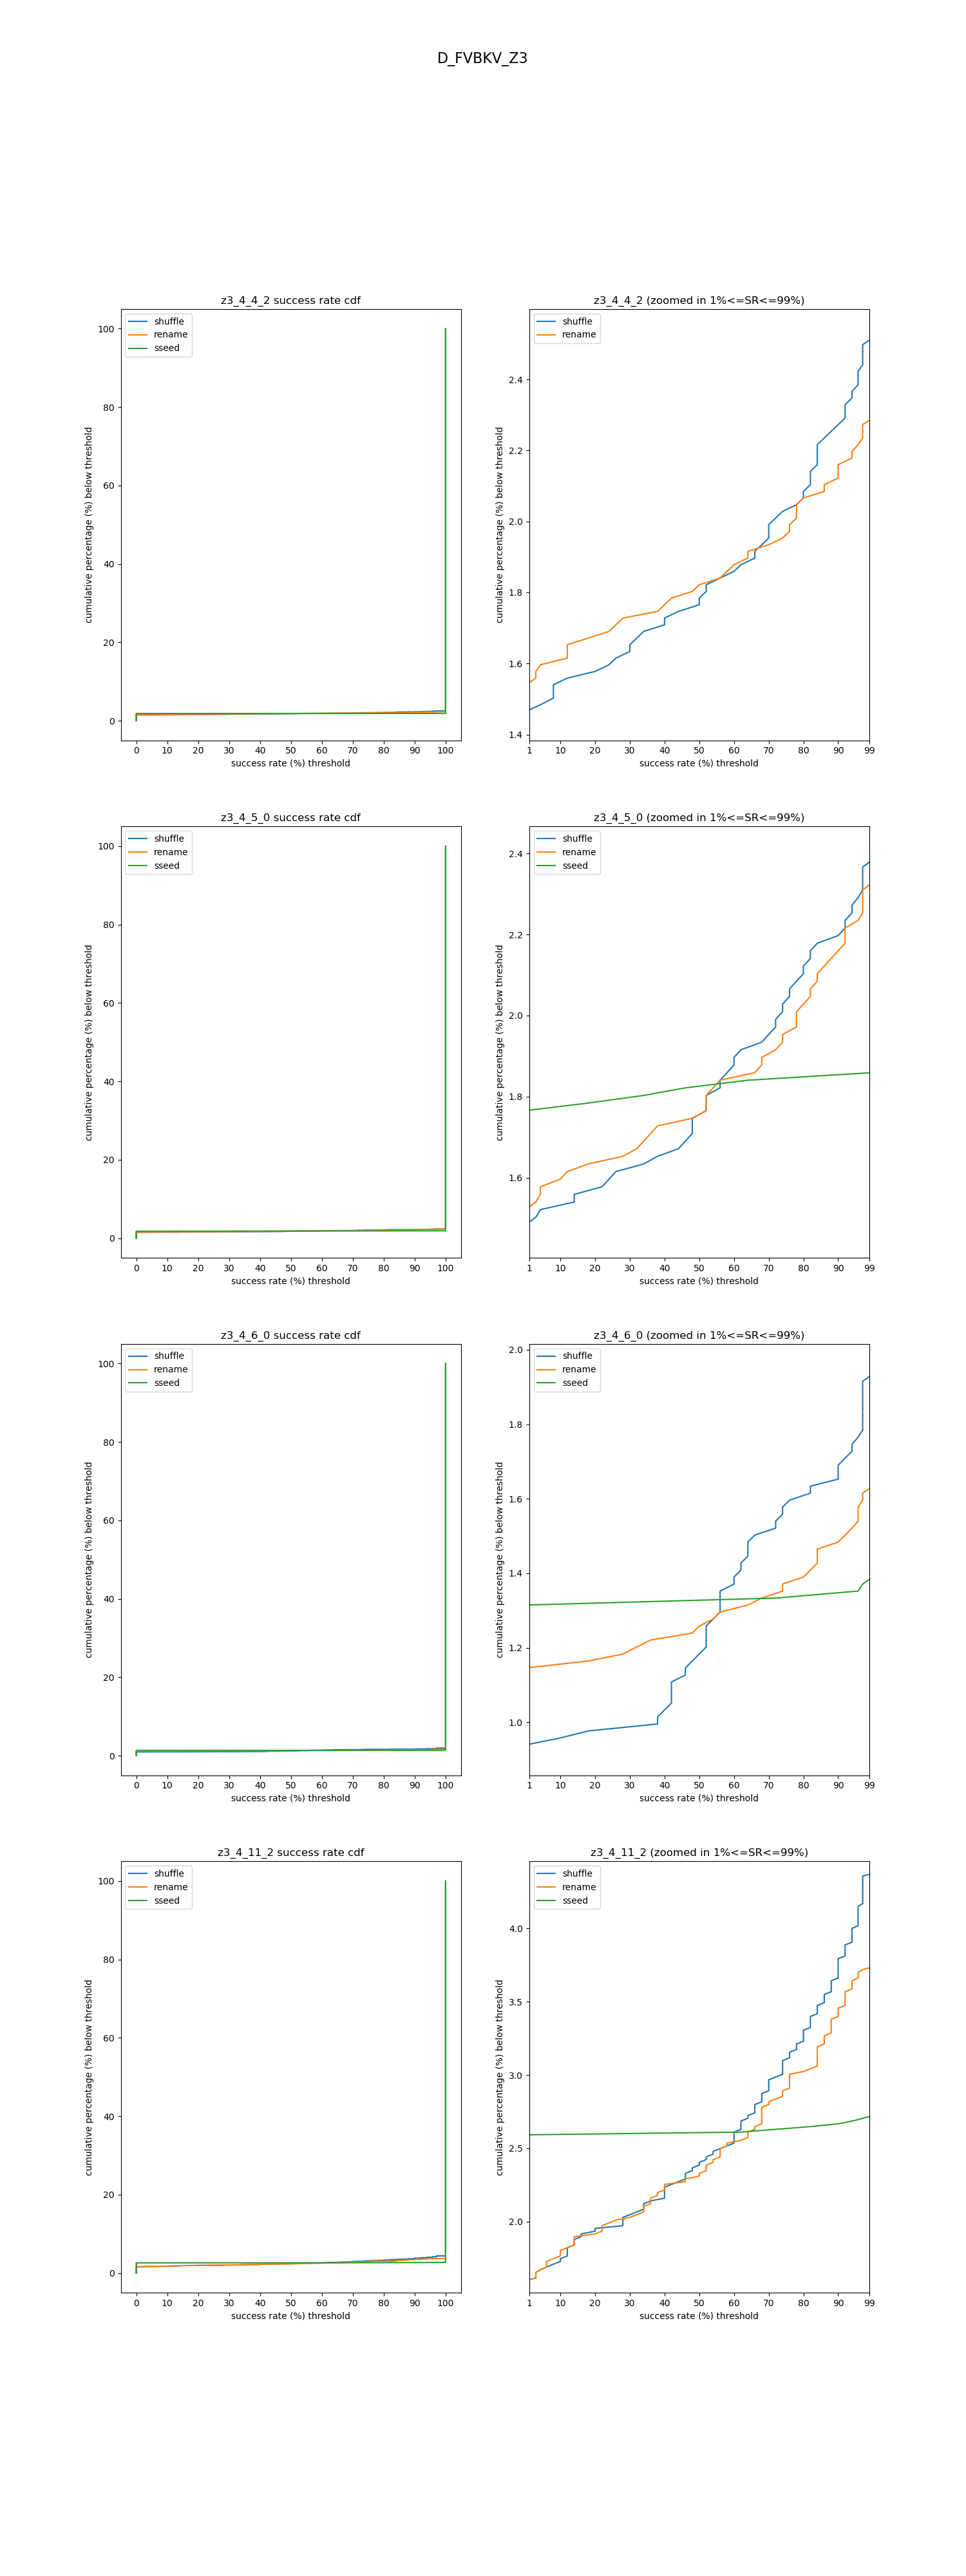 D_FVBKV_Z3
z3_4_4_2 success rate cdf
shuffle
rename
sseed
100
80
60
40
20
0
cumulative percentage (%) below threshold
0 10 20 30 40 50 60 70 80 90 100
success rate (%) threshold
z3_4_4_2 (zoomed in 1%<=SR<=99%)
shuffle
rename
2.4
2.2
2.0
1.8
1.6
1.4
cumulative percentage (%) below threshold
1 10 20 30 40 50 60 70 80 90 99
success rate (%) threshold
z3_4_5_0 success rate cdf
shuffle
rename
sseed
100
80
60
40
20
0
cumulative percentage (%) below threshold
0 10 20 30 40 50 60 70 80 90 100
success rate (%) threshold
z3_4_5_0 (zoomed in 1%<=SR<=99%)
shuffle
rename
sseed
2.4
2.2
2.0
1.8
1.6
cumulative percentage (%) below threshold
1 10 20 30 40 50 60 70 80 90 99
success rate (%) threshold
z3_4_6_0 success rate cdf
shuffle
rename
sseed
100
80
60
40
20
0
cumulative percentage (%) below threshold
0 10 20 30 40 50 60 70 80 90 100
success rate (%) threshold
z3_4_6_0 (zoomed in 1%<=SR<=99%)
shuffle
rename
sseed
2.0
1.8
1.6
1.4
1.2
1.0
cumulative percentage (%) below threshold
1 10 20 30 40 50 60 70 80 90 99
success rate (%) threshold
z3_4_11_2 success rate cdf
shuffle
rename
sseed
100
80
60
40
20
0
cumulative percentage (%) below threshold
0 10 20 30 40 50 60 70 80 90 100
success rate (%) threshold
z3_4_11_2 (zoomed in 1%<=SR<=99%)
shuffle
rename
sseed
4.0
3.5
3.0
2.5
2.0
cumulative percentage (%) below threshold
1 10 20 30 40 50 60 70 80 90 99
success rate (%) threshold